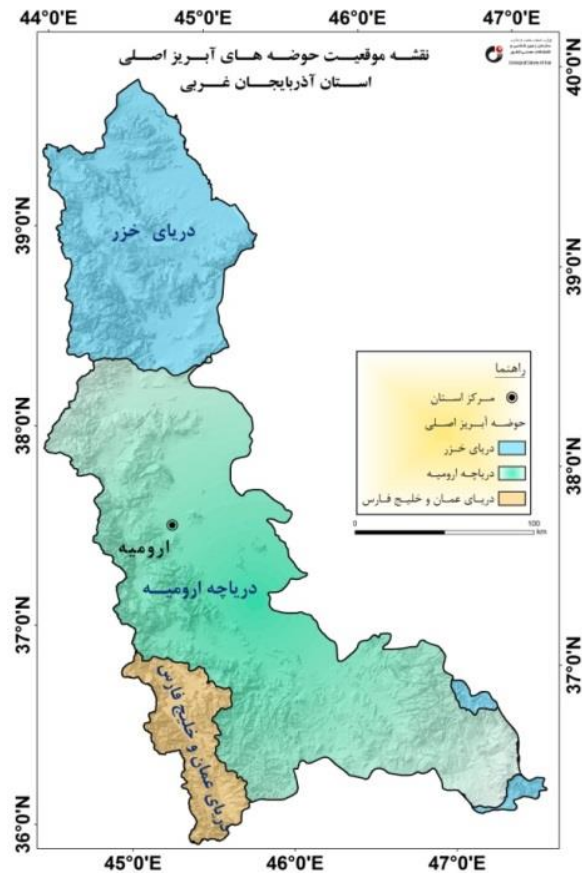 44°0'E 45°0'E 46°0'E 47°0'E
نقشه موقعیت حوضه های آبریز اصلی
استان آذربایجان غربی
40°0'N
39°0'N
39°0'N
دریای خزر
راهنما
مرکز استان
حوضه آبریز اصلی
دریای خزر
دریاچه ارومیه
دریای عمان و خلیج فارس
0 100
km
38°0'N
38°0'N
ارومیه
دریاچه ارومیه
37°0'N
37°0'N
دریای عمان و خلیج فارس
36°0'N
45°0'E 46°0'E 47°0'E